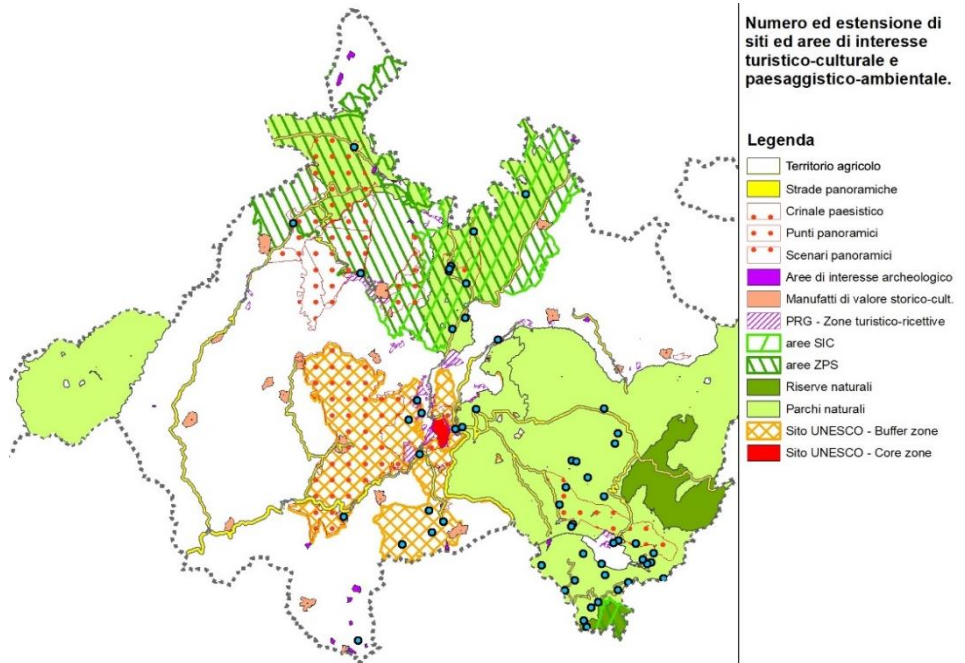 Numero ed estensione di
siti ed aree di interesse
turistico-culturale e
paesaggistico-ambientale.
Legenda
Territorio agricolo
Strade panoramiche
Crinale paesistico
Punti panoramici
Scenari panoramici
Aree di interesse archeologico
Manufatti di valore storico-cult.
PRG - Zone turistico-ricettive
aree SIC
aree ZPS
Riserve naturali
Parchi naturali
Sito UNESCO - Buffer zone
Sito UNESCO - Core zone